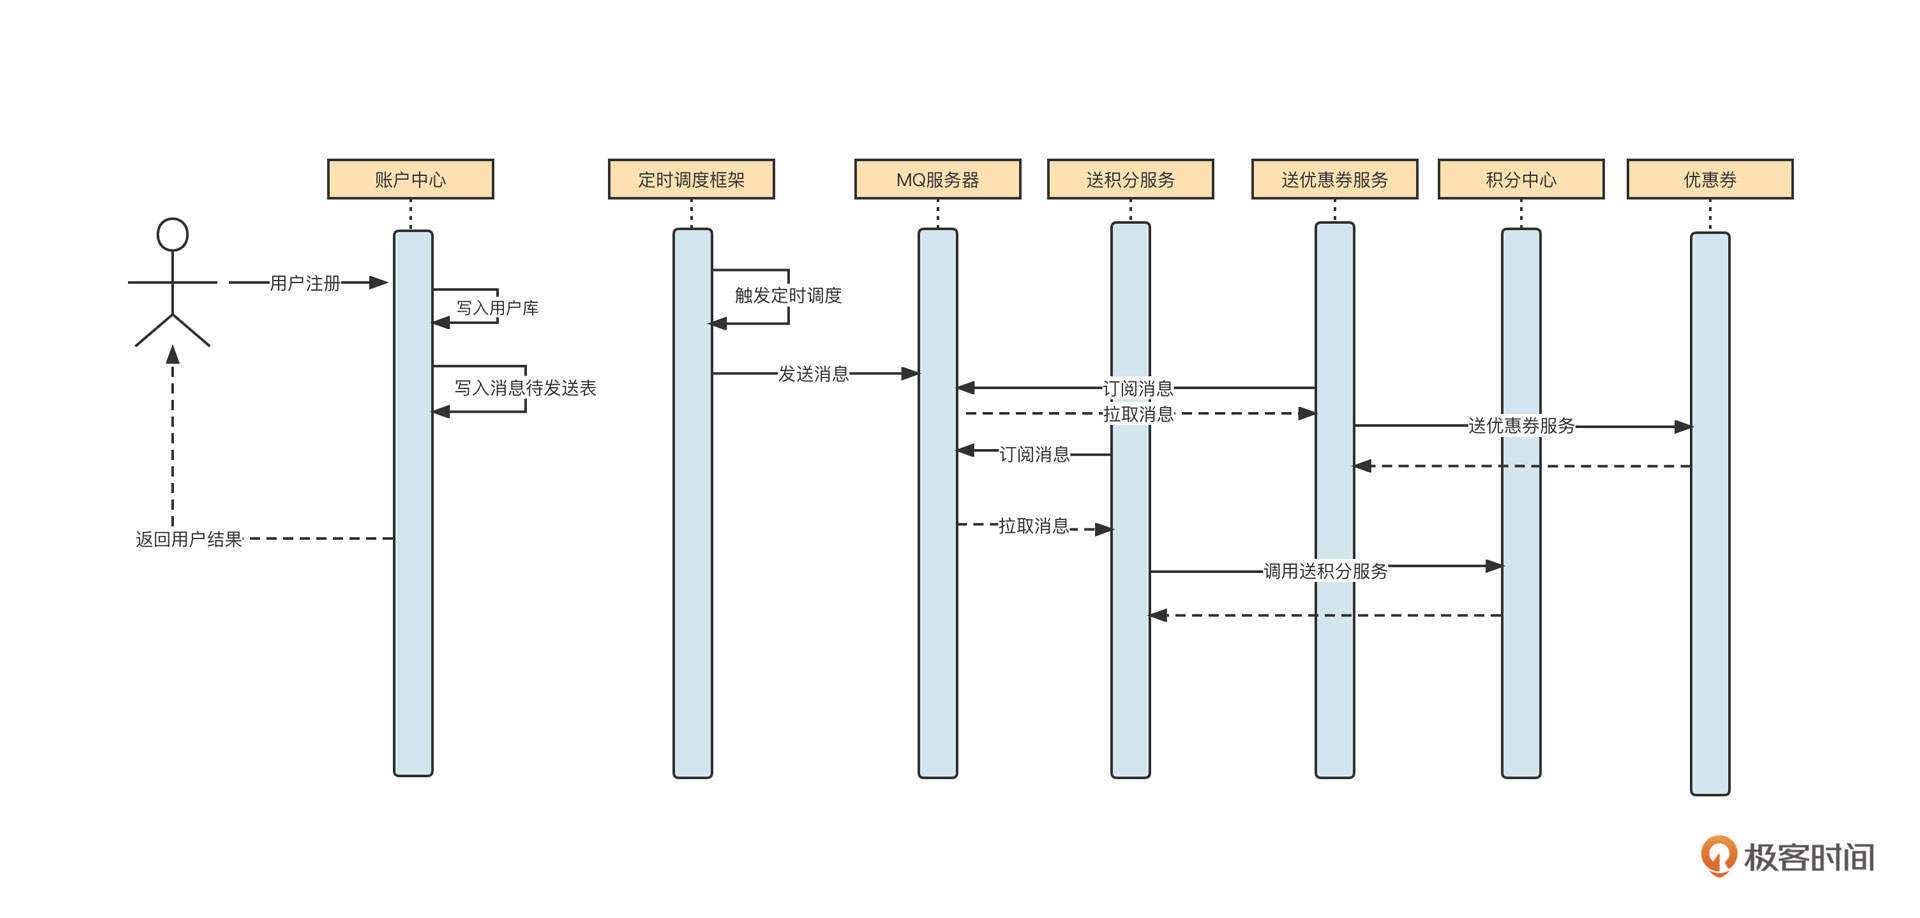 账户中心
定时调度框架
MQ服务器
送积分服务
送优惠券服务
积分中心
优惠券
用户注册
写入用户库
触发定时调度
写入消息待发送表
发送消息
订阅消息
拉取消息
送优惠券服务
订阅消息
拉取消息
返回用户结果
调用送积分服务
极客时间